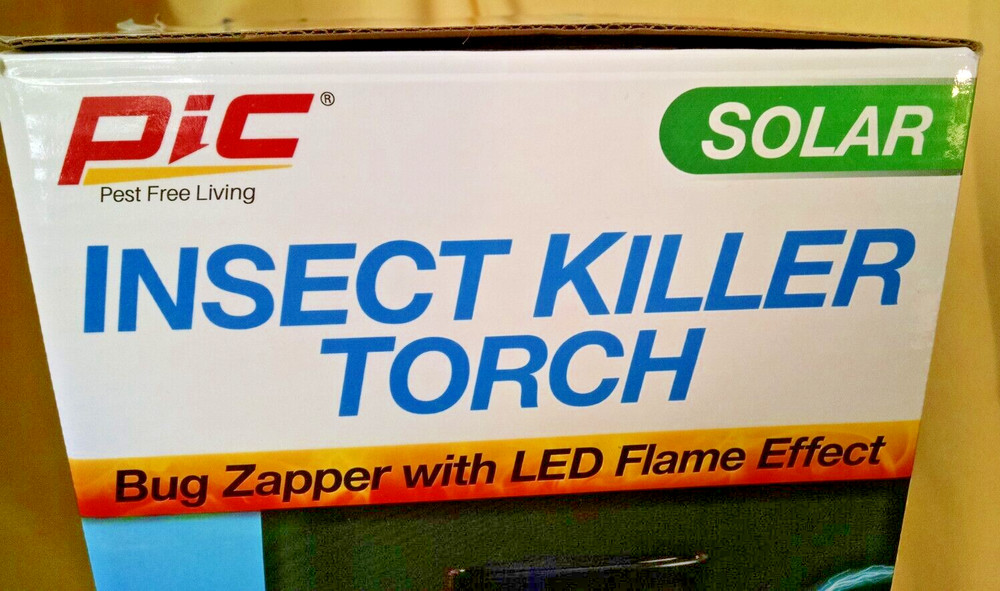 PiC®
SOLAR
Pest Free Living
INSECT KILLER
TORCH
Bug Zapper with LED Flame Effect